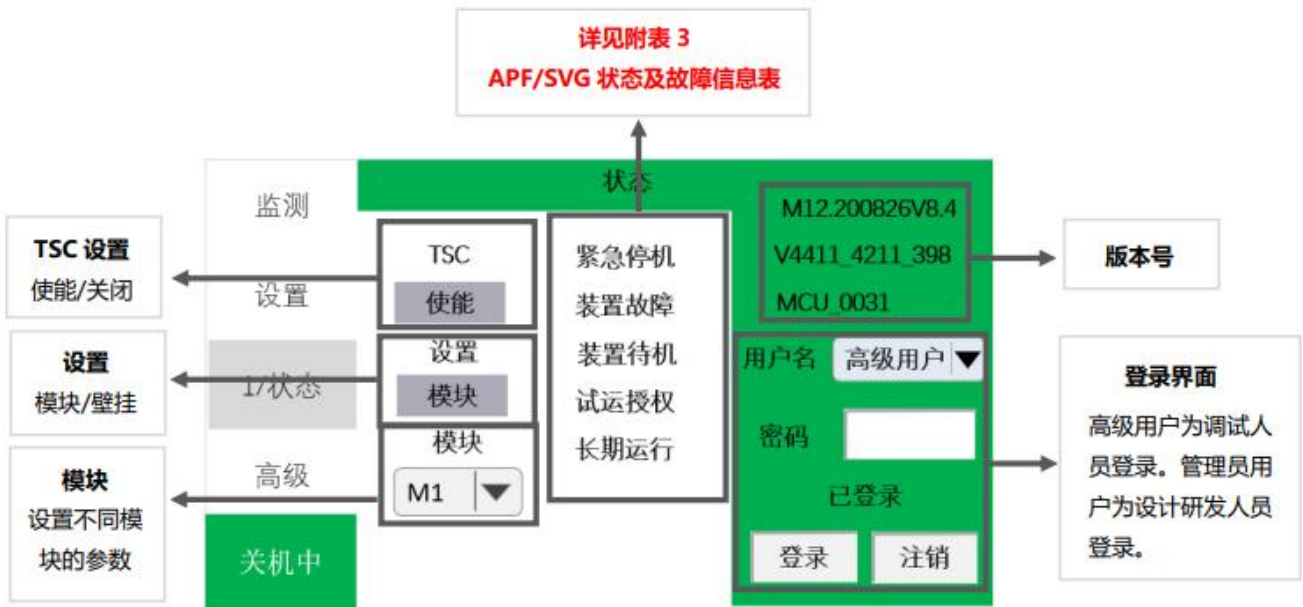 详见附表 3
APF/SVG 状态及故障信息表
状态
监测
设置
1/状态
高级
关机中
TSC 设置
使能/关闭
设置
模块/壁挂
模块
设置不同模
块的参数
TSC
使能
设置
模块
模块
M1
紧急停机
装置故障
装置待机
试运授权
长期运行
M12.200826V8.4
V4411_4211_398
MCU_0031
用户名 高级用户
密码
已登录
登录 注销
版本号
登录界面
高级用户为调试人
员登录。管理员用
户为设计研发人员
登录。